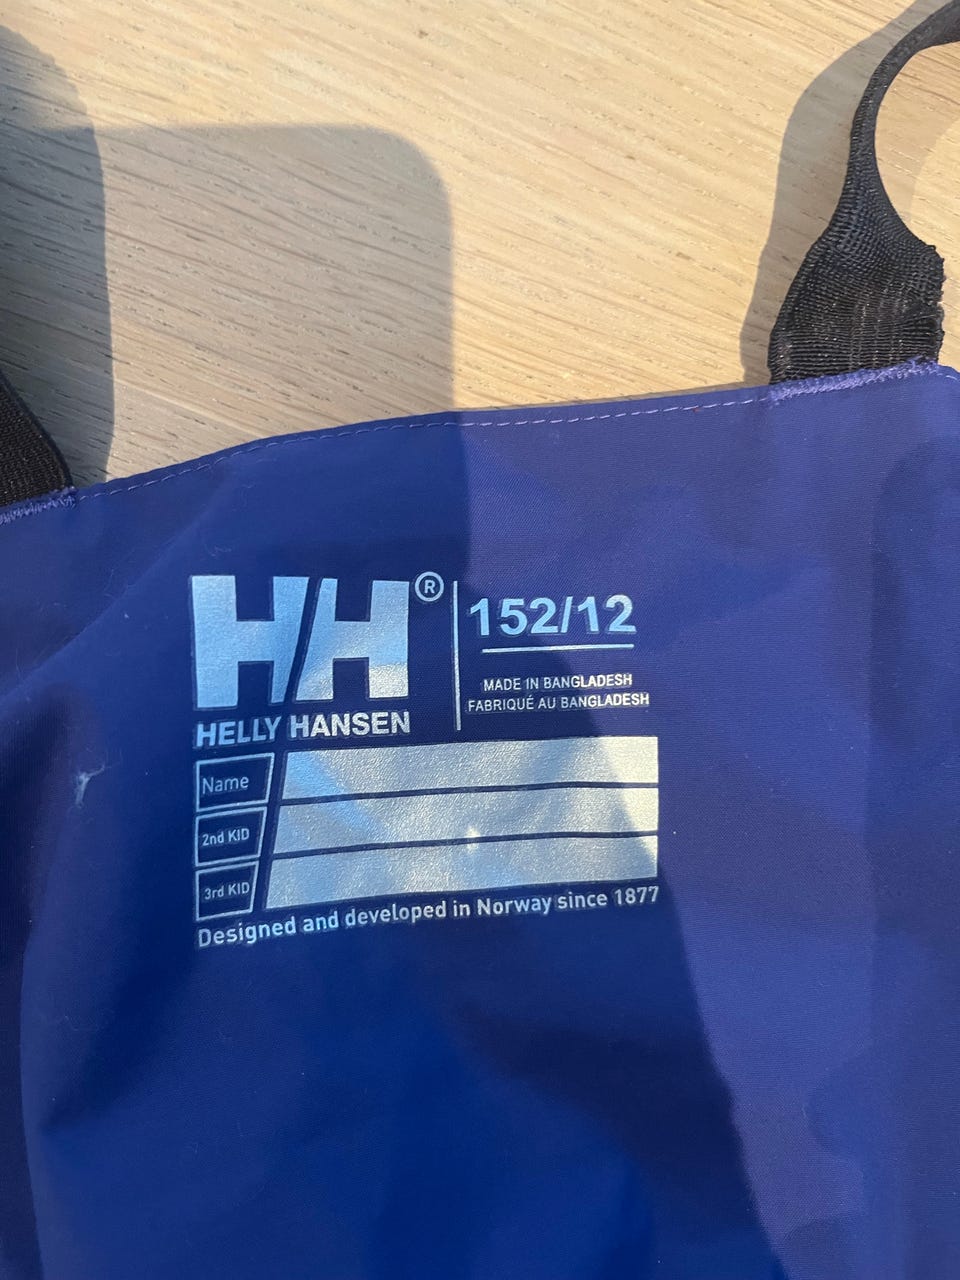 HH®
HELLY HANSEN
152/12
MADE IN BANGLADESH
FABRIQUÉ AU BANGLADESH
Name
2nd KID
3rd KID
Designed and developed in Norway since 1877